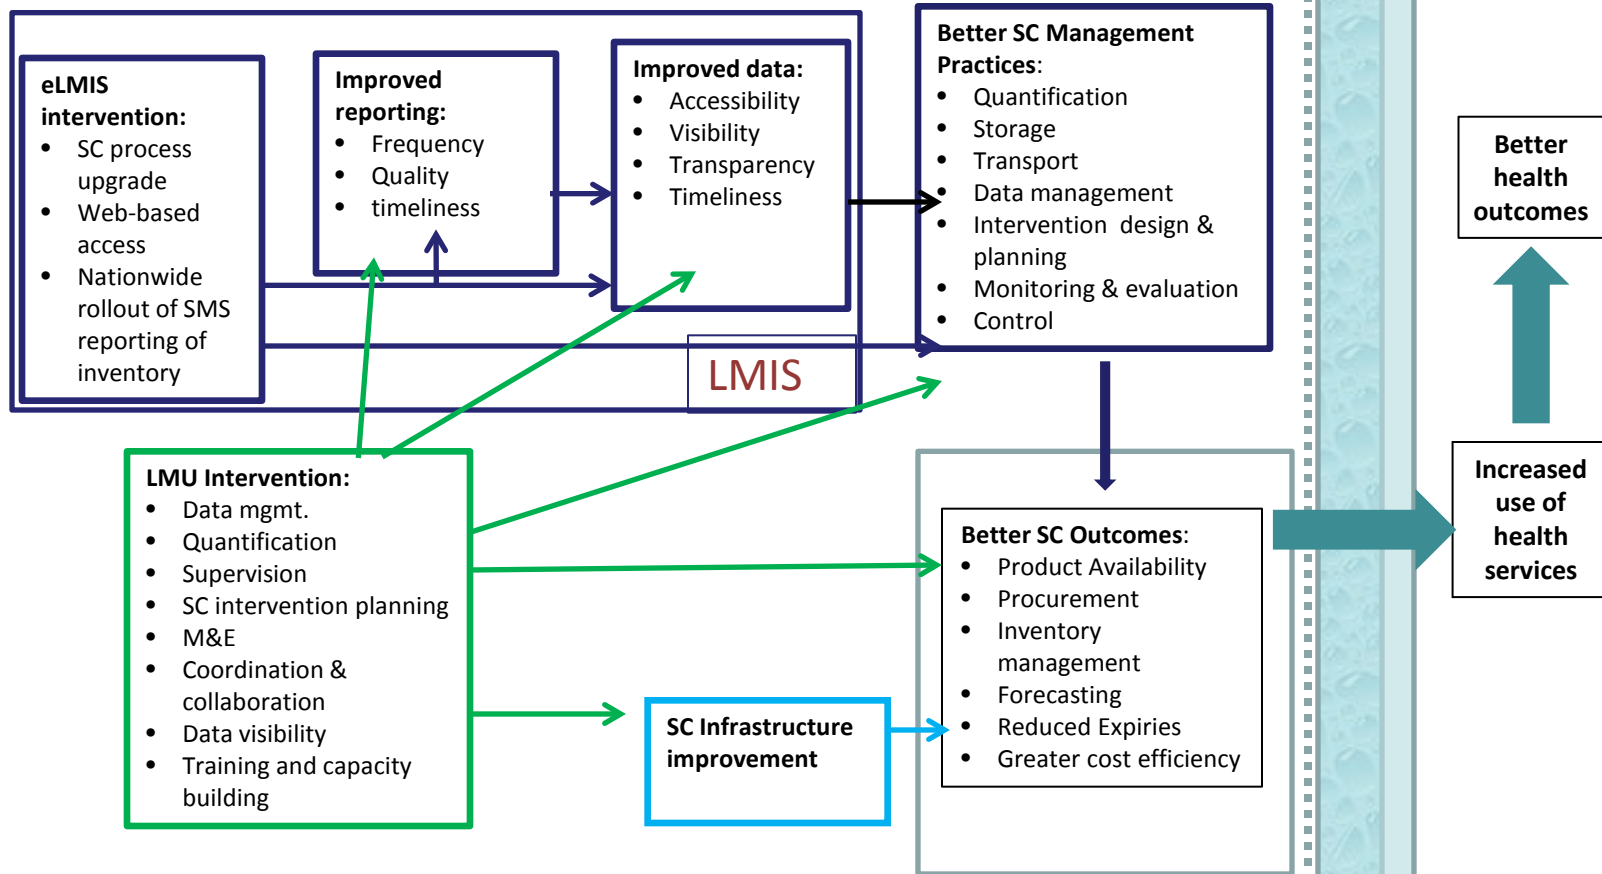 eLMIS
intervention:
• SC process
upgrade
• Web-based
access
• Nationwide
rollout of SMS
reporting of
inventory
Improved
reporting:
• Frequency
• Quality
• timeliness
Improved data:
• Accessibility
• Visibility
• Transparency
• Timeliness
LMIS
Better SC Management
Practices:
• Quantification
• Storage
• Transport
• Data management
• Intervention design &
planning
• Monitoring & evaluation
• Control
LMU Intervention:
• Data mgmt.
• Quantification
• Supervision
• SC intervention planning
• M&E
• Coordination &
collaboration
• Data visibility
• Training and capacity
building
SC Infrastructure
improvement
Better SC Outcomes:
• Product Availability
• Procurement
• Inventory
management
• Forecasting
• Reduced Expiries
• Greater cost efficiency
Better
health
outcomes
Increased
use of
health
services